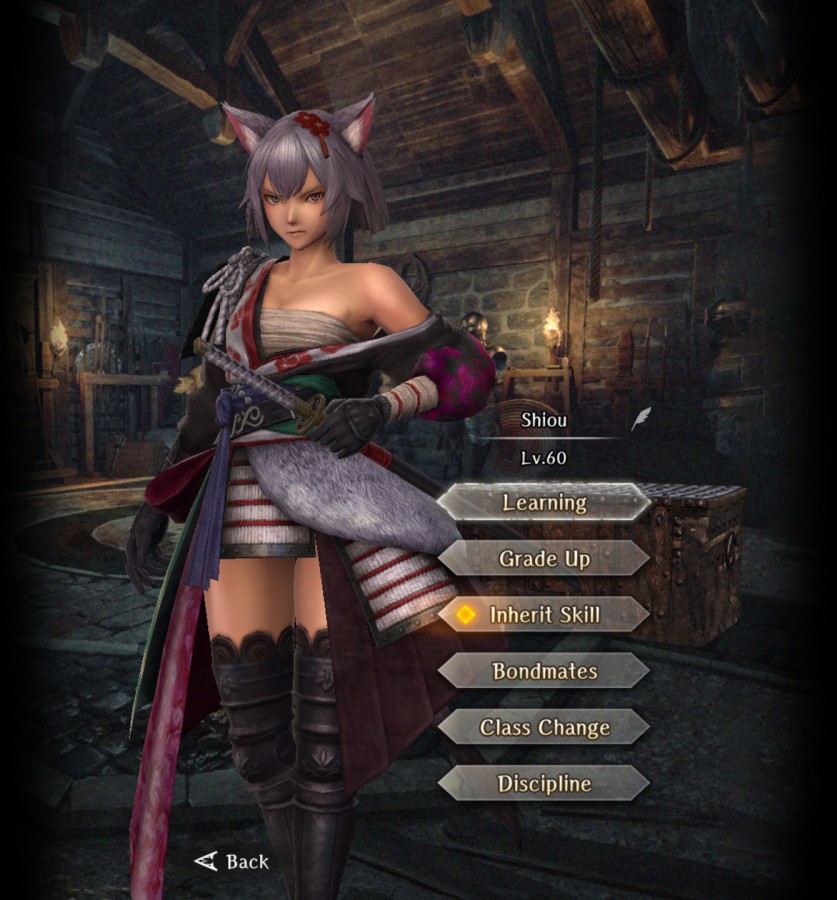 Shiou
Lv.60
Learning
Grade Up
Inherit Skill
Bondmates
Class Change
Discipline
Back